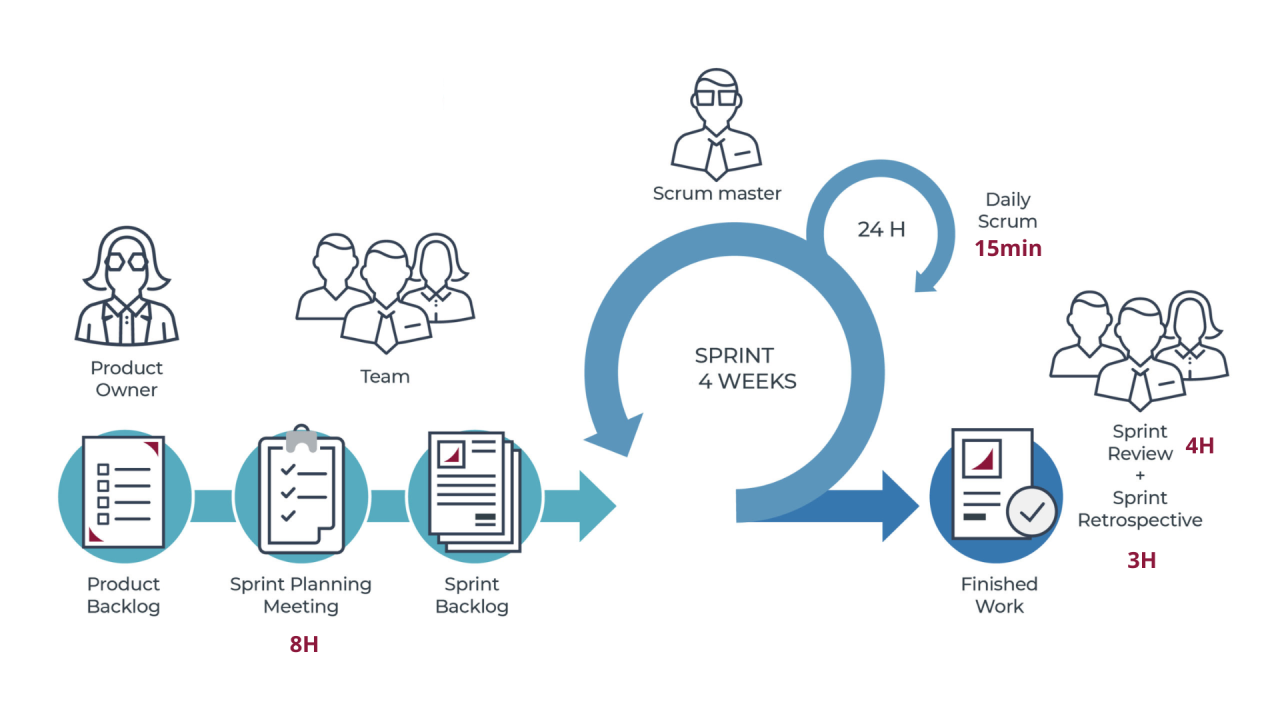 Scrum master
24 H
Daily
Scrum
15min
SPRINT
4 WEEKS
Product
Owner
Team
Sprint
Review
4H
+
Sprint
Retrospective
3H
Product
Backlog
Sprint Planning
Meeting
8H
Sprint
Backlog
Finished
Work